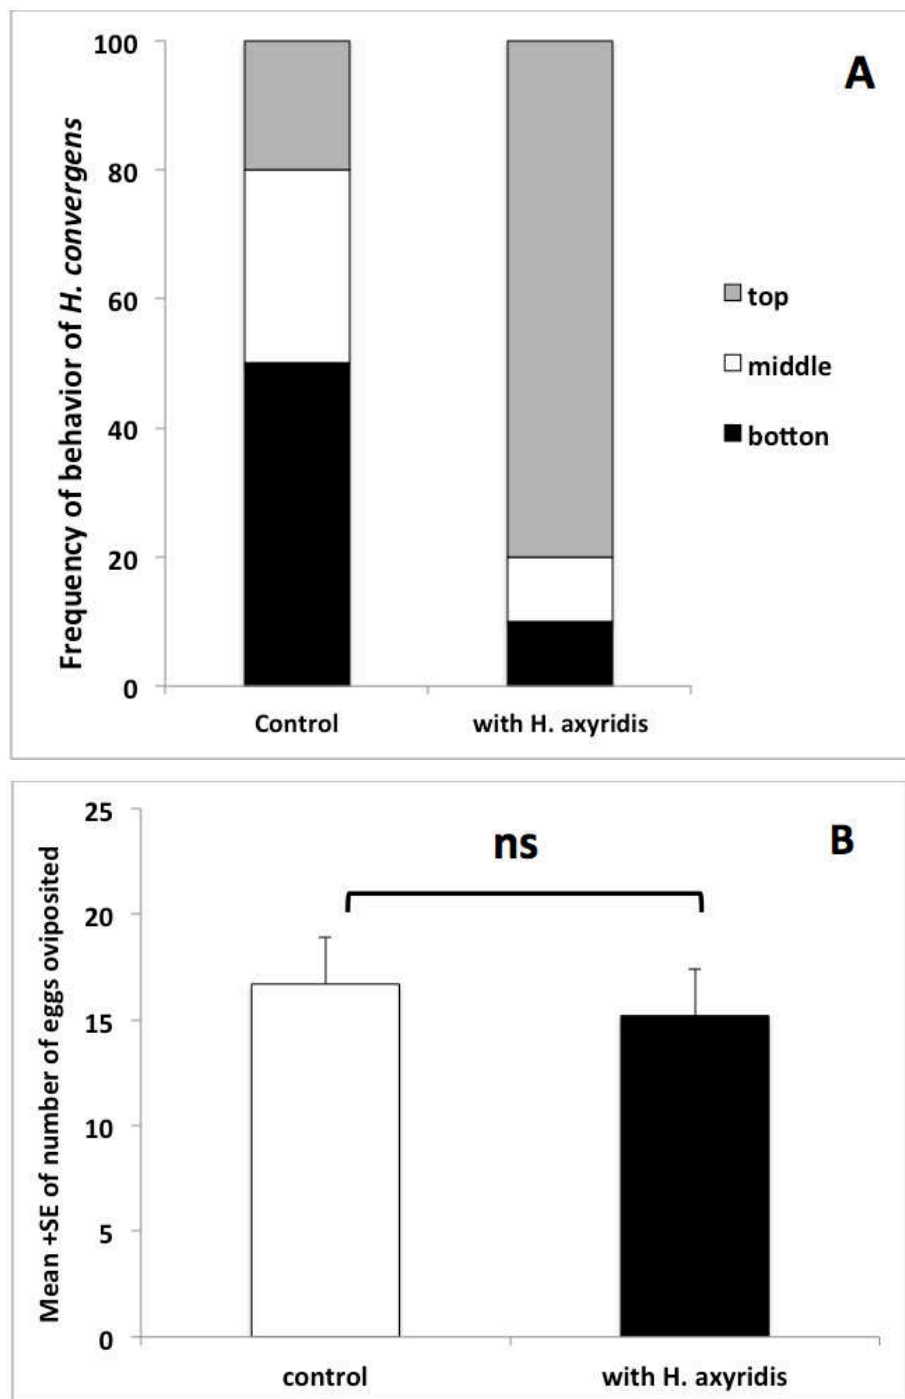 A
Frequency of behavior of H. convergens
100
80
60
40
20
0
top
middle
botton
Control
with H. axyridis
B
ns
Mean +SE of number of eggs oviposited
25
20
15
10
5
0
control
with H. axyridis